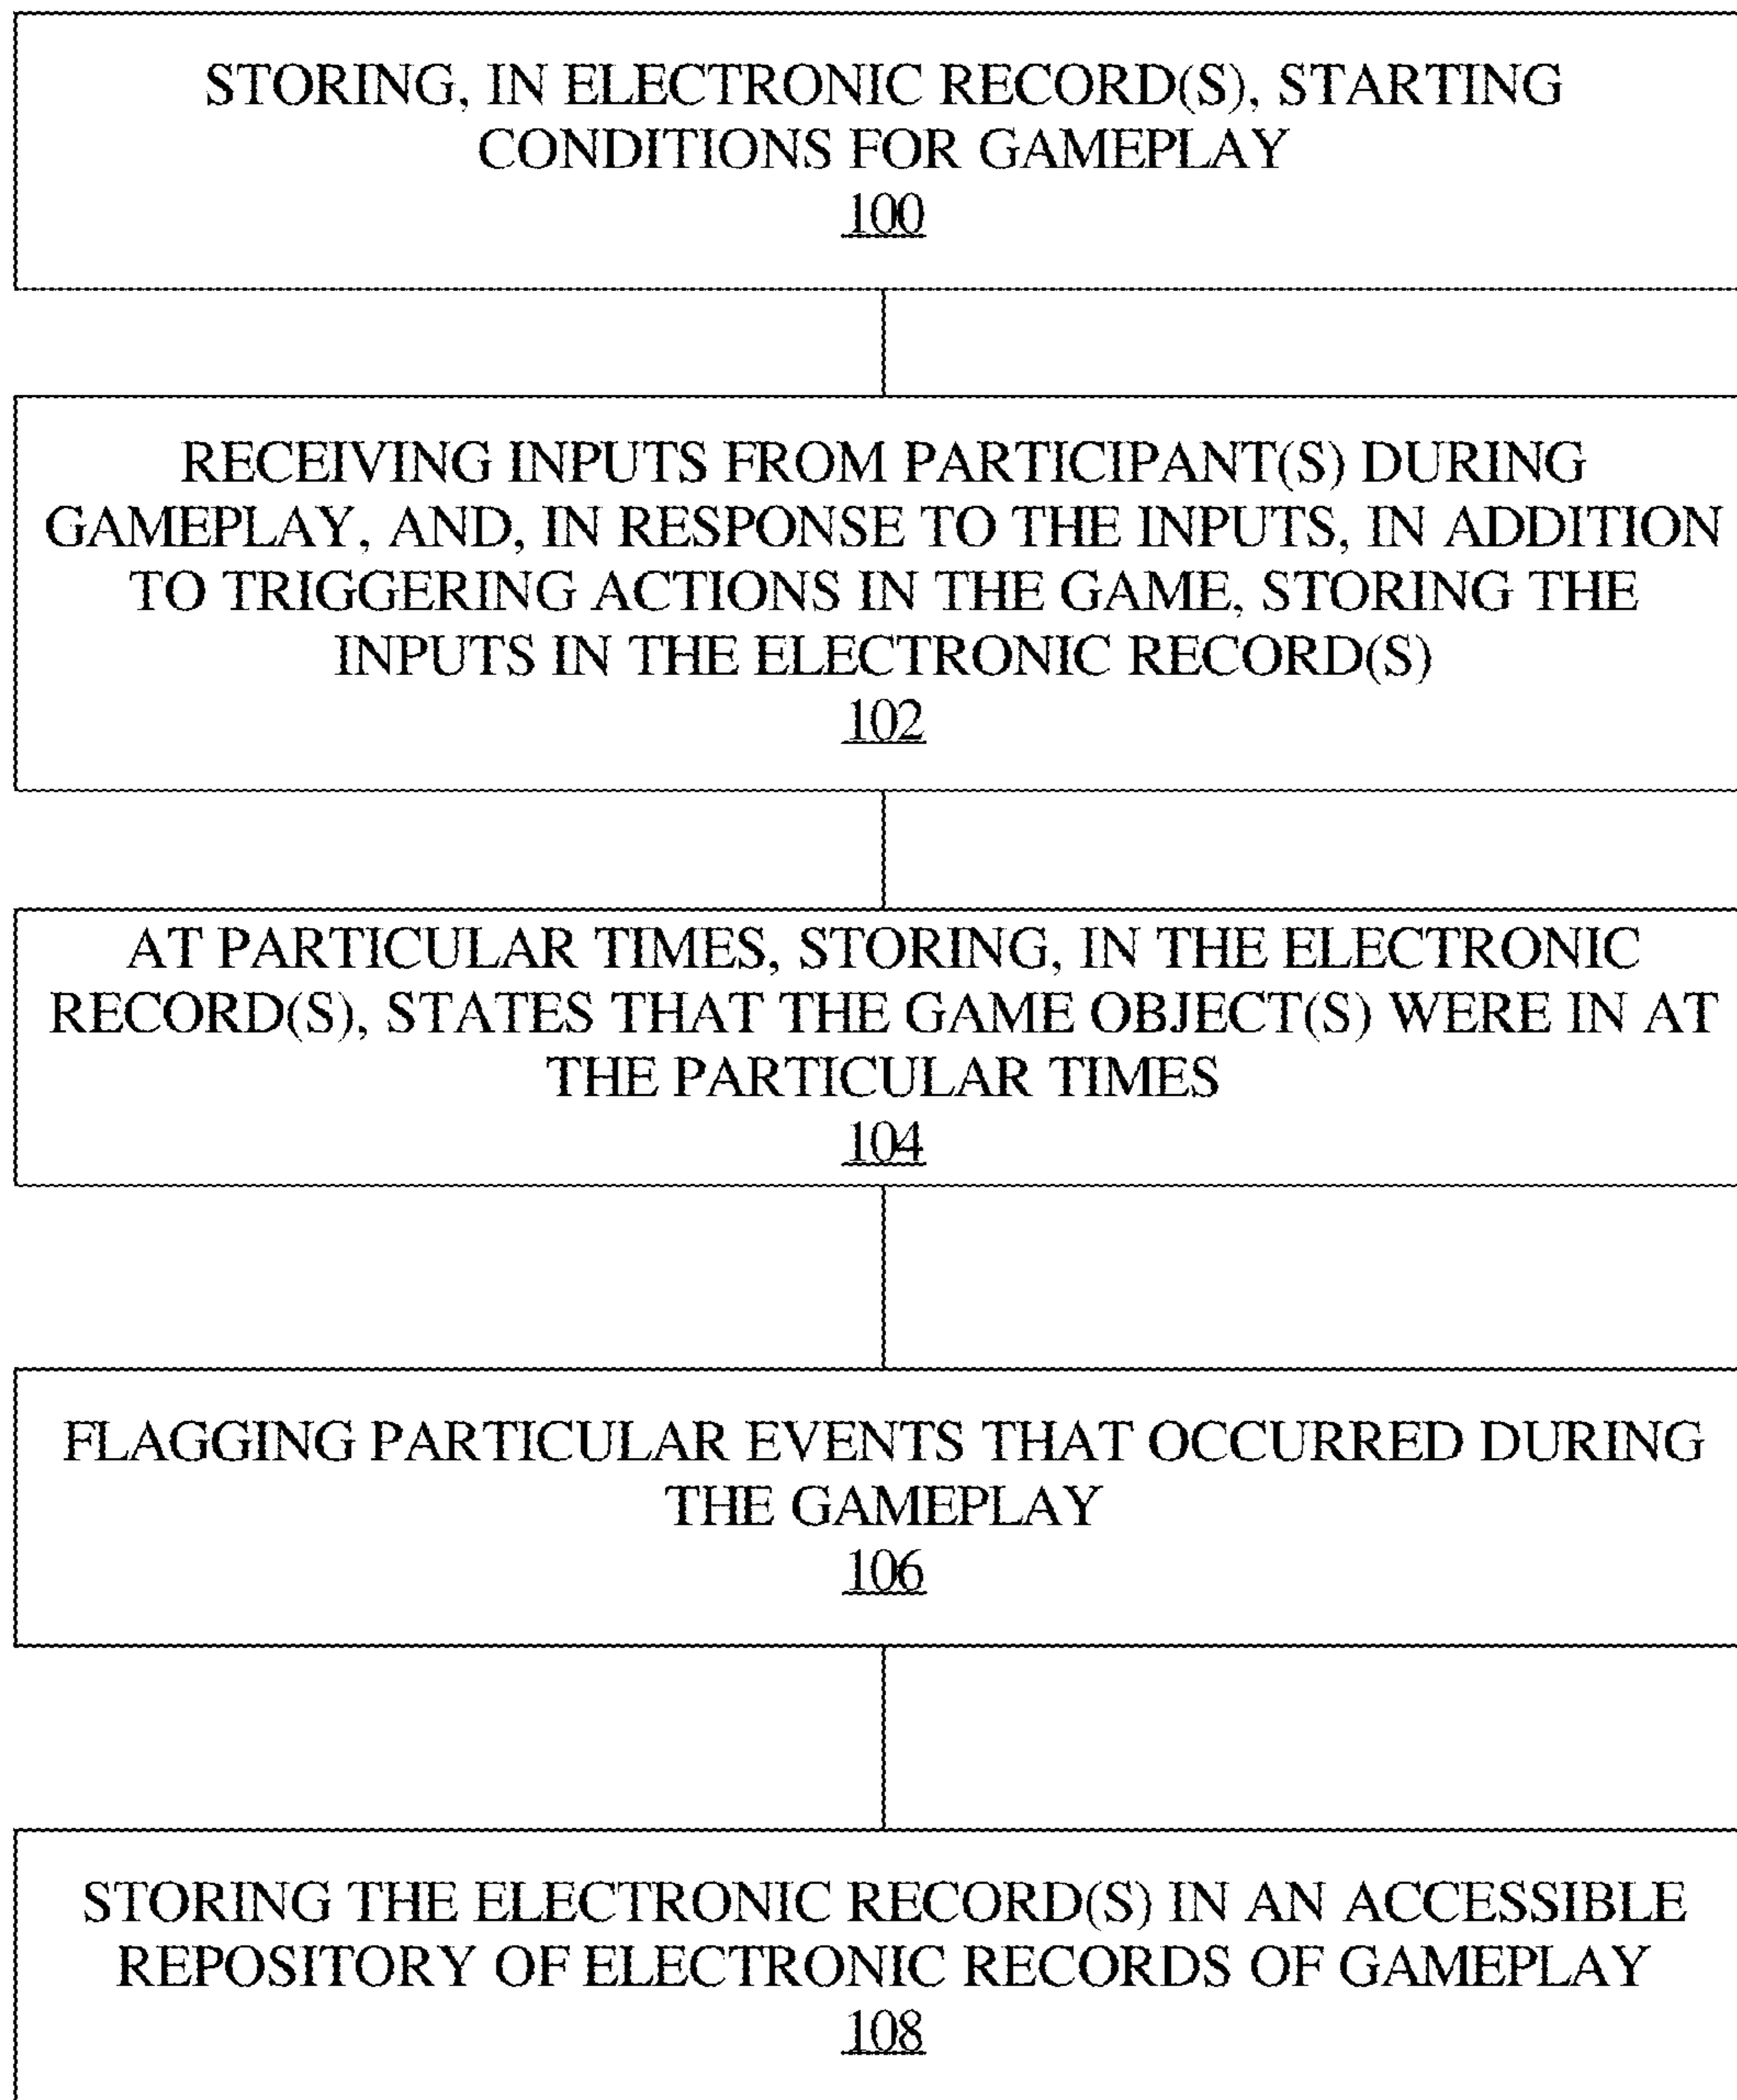 STORING, IN ELECTRONIC RECORD(S), STARTING
CONDITIONS FOR GAMEPLAY
100
RECEIVING INPUTS FROM PARTICIPANT(S) DURING
GAMEPLAY, AND, IN RESPONSE TO THE INPUTS, IN ADDITION
TO TRIGGERING ACTIONS IN THE GAME, STORING THE
INPUTS IN THE ELECTRONIC RECORD(S)
102
AT PARTICULAR TIMES, STORING, IN THE ELECTRONIC
RECORD(S), STATES THAT THE GAME OBJECT(S) WERE IN AT
THE PARTICULAR TIMES
104
FLAGGING PARTICULAR EVENTS THAT OCCURRED DURING
THE GAMEPLAY
106
STORING THE ELECTRONIC RECORD(S) IN AN ACCESSIBLE
REPOSITORY OF ELECTRONIC RECORDS OF GAMEPLAY
108